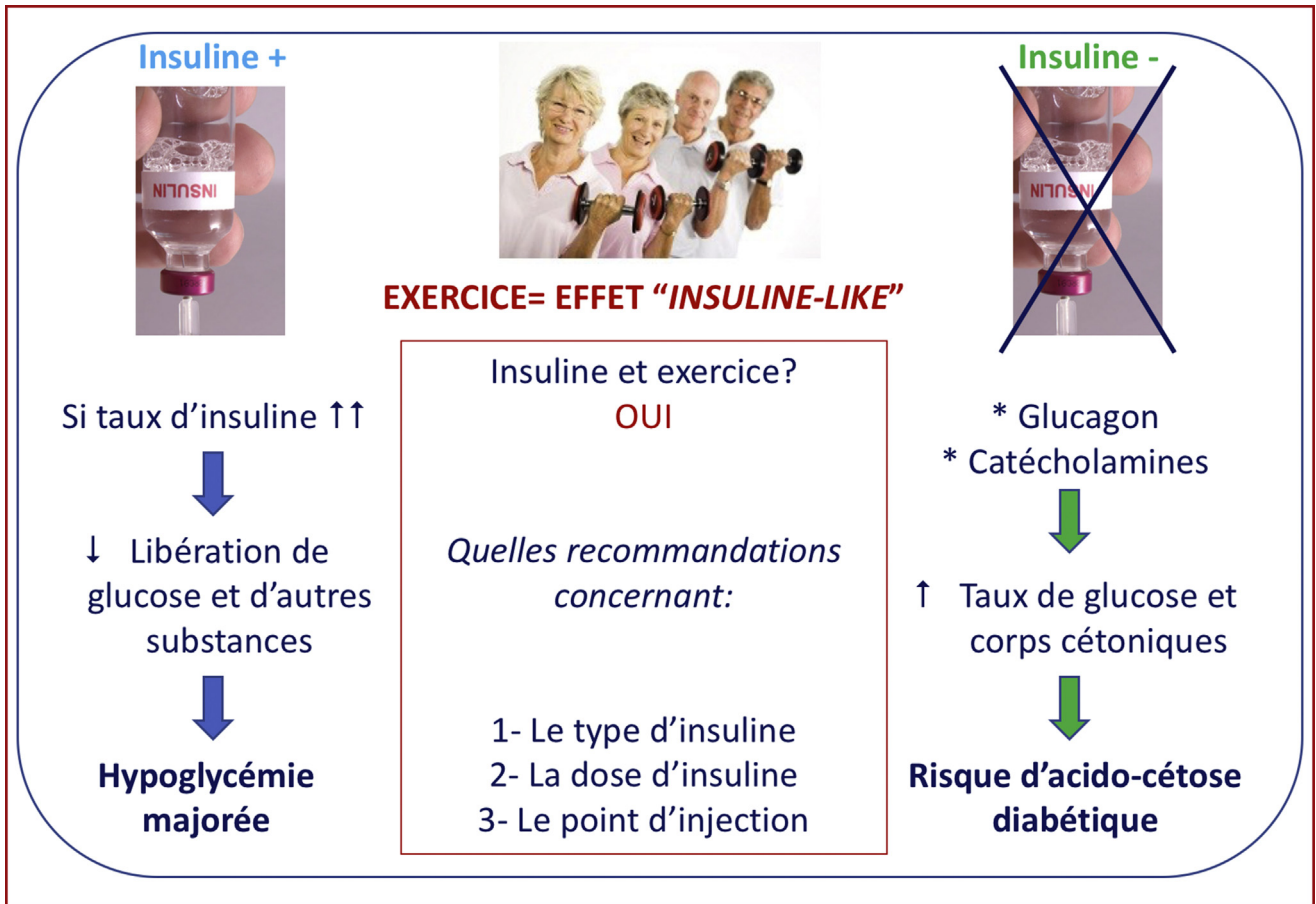 Insuline +
INSULIN
Si taux d’insuline ↑↑
↓ Libération de
glucose et d’autres
substances
Hypoglycémie
majorée
EXERCICE= EFFET “INSULINE-LIKE”
Insuline et exercice?
OUI
Quelles recommandations
concernant:
1- Le type d’insuline
2- La dose d’insuline
3- Le point d’injection
Insuline -
INSULIN
* Glucagon
* Catécholamines
↑ Taux de glucose et
corps cétoniques
Risque d’acido-cétose
diabétique